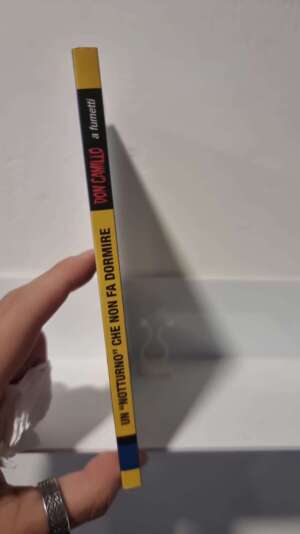 DON CAMILLO a fumetti
UN "NOTTURNO" CHE NON FA DORMIRE